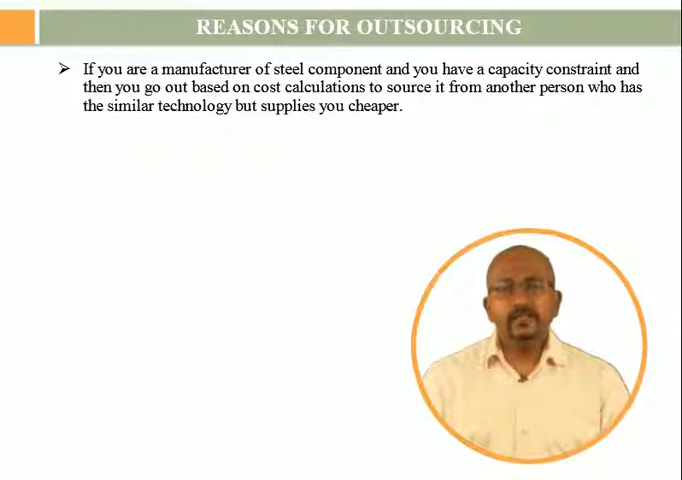 REASONS FOR OUTSOURCING
If you are a manufacturer of steel component and you have a capacity constraint and
then you go out based on cost calculations to source it from another person who has
the similar technology but supplies you cheaper.